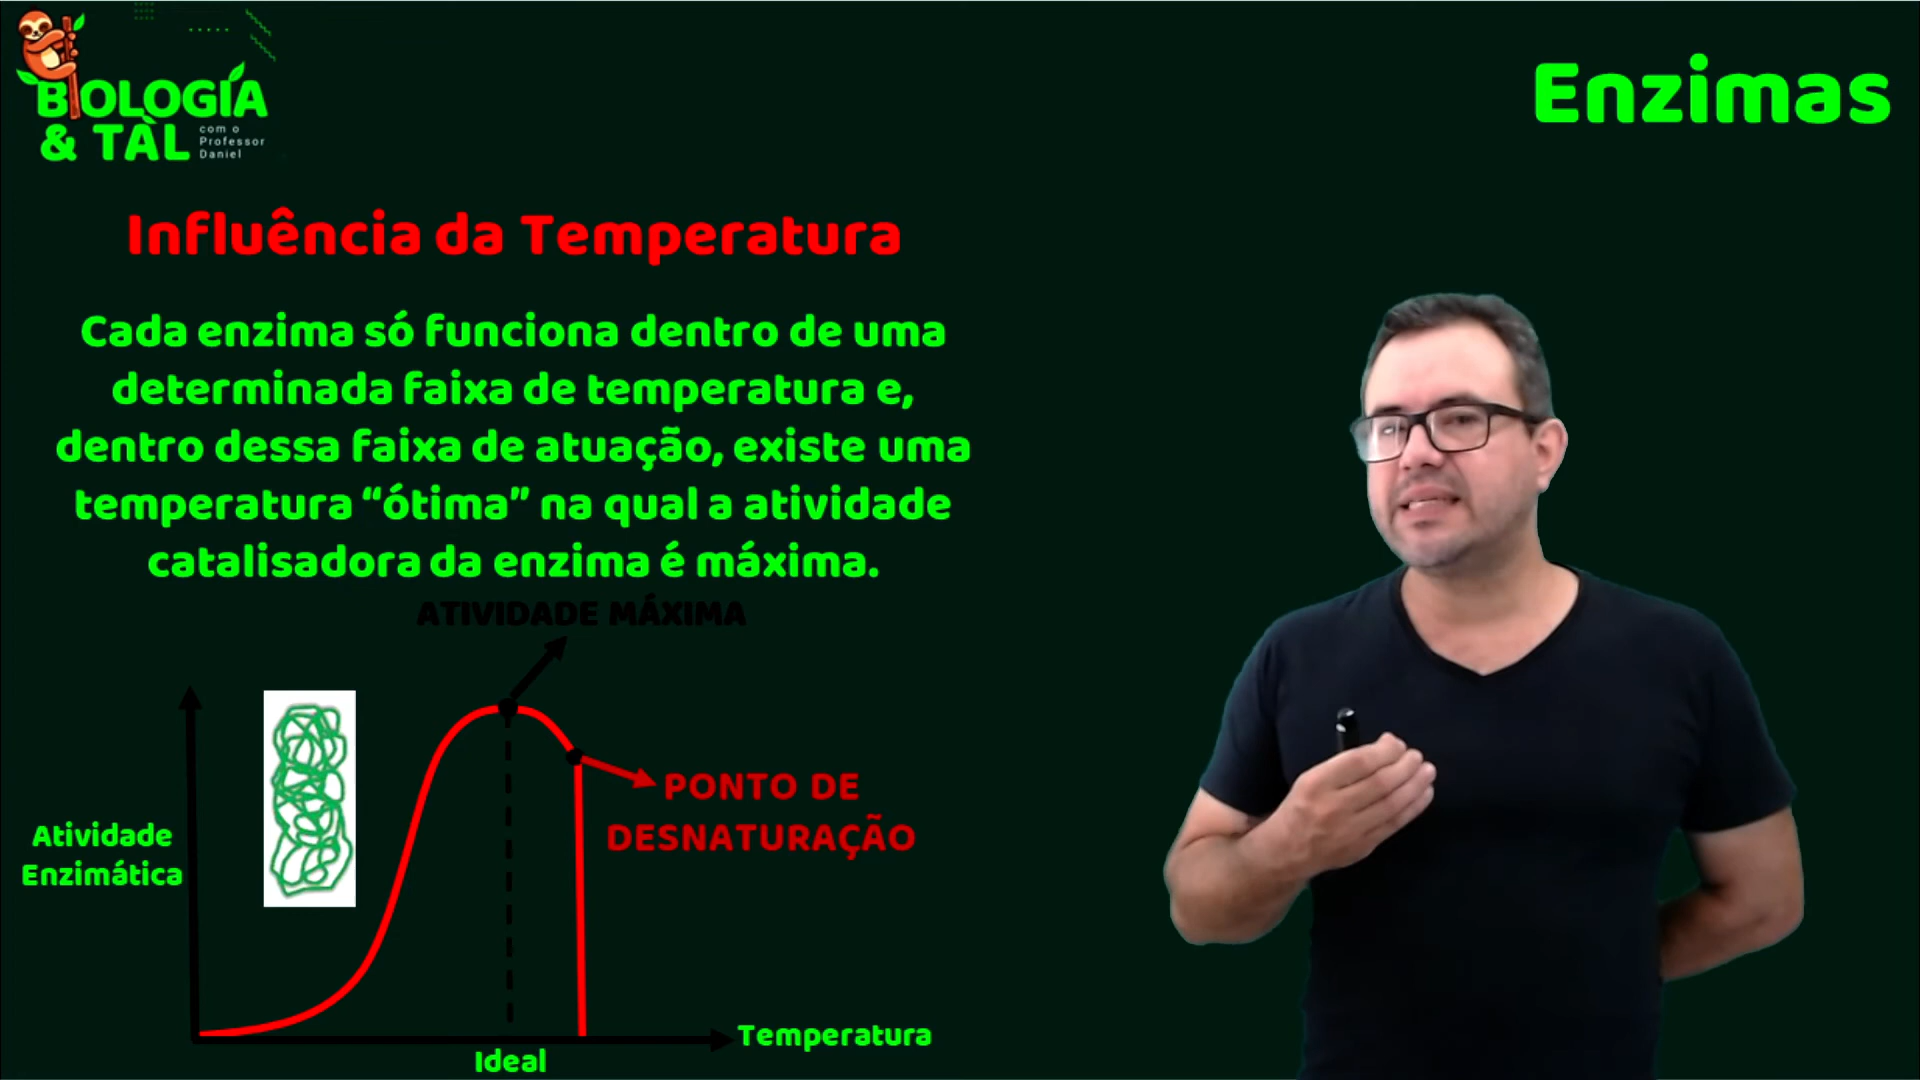 BIOLOGIA
& TÀL
com o
Professor
Daniel
Enzimas
Influência da Temperatura
Cada enzima só funciona dentro de uma
determinada faixa de temperatura e,
dentro dessa faixa de atuação, existe uma
temperatura “ótima” na qual a atividade
catalisadora da enzima é máxima.
ATIVIDADE MÁXIMA
PONTO DE
DESNATURAÇÃO
Atividade
Enzimática
Temperatura
Ideal